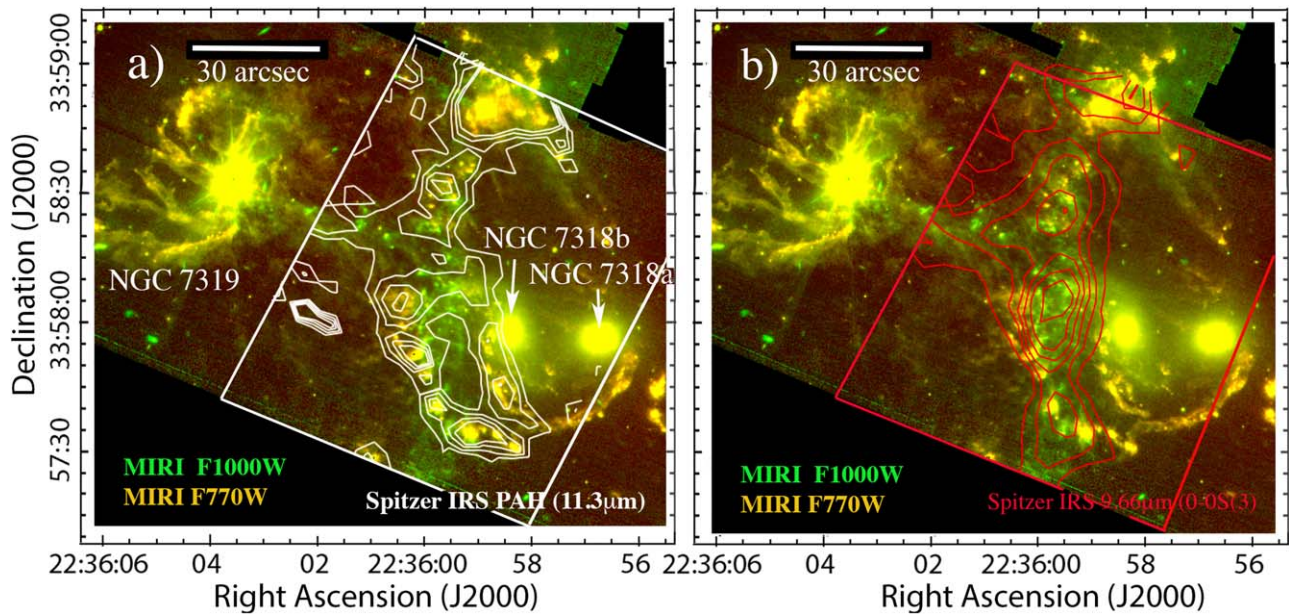 a)
30 arcsec
NGC 7318b
NGC 7318a
NGC 7319
MIRI F1000W
MIRI F770W
Spitzer IRS PAH (11.3μm)
33:59:00
58:30
33:58:00
57:30
Declination (J2000)
22:36:06 04 02 22:36:00 58 56
Right Ascension (J2000)
b)
30 arcsec
MIRI F1000W
MIRI F770W
Spitzer IRS 9.66μm (0-0S(3)
22:36:06 04 02 22:36:00 58 56
Right Ascension (J2000)